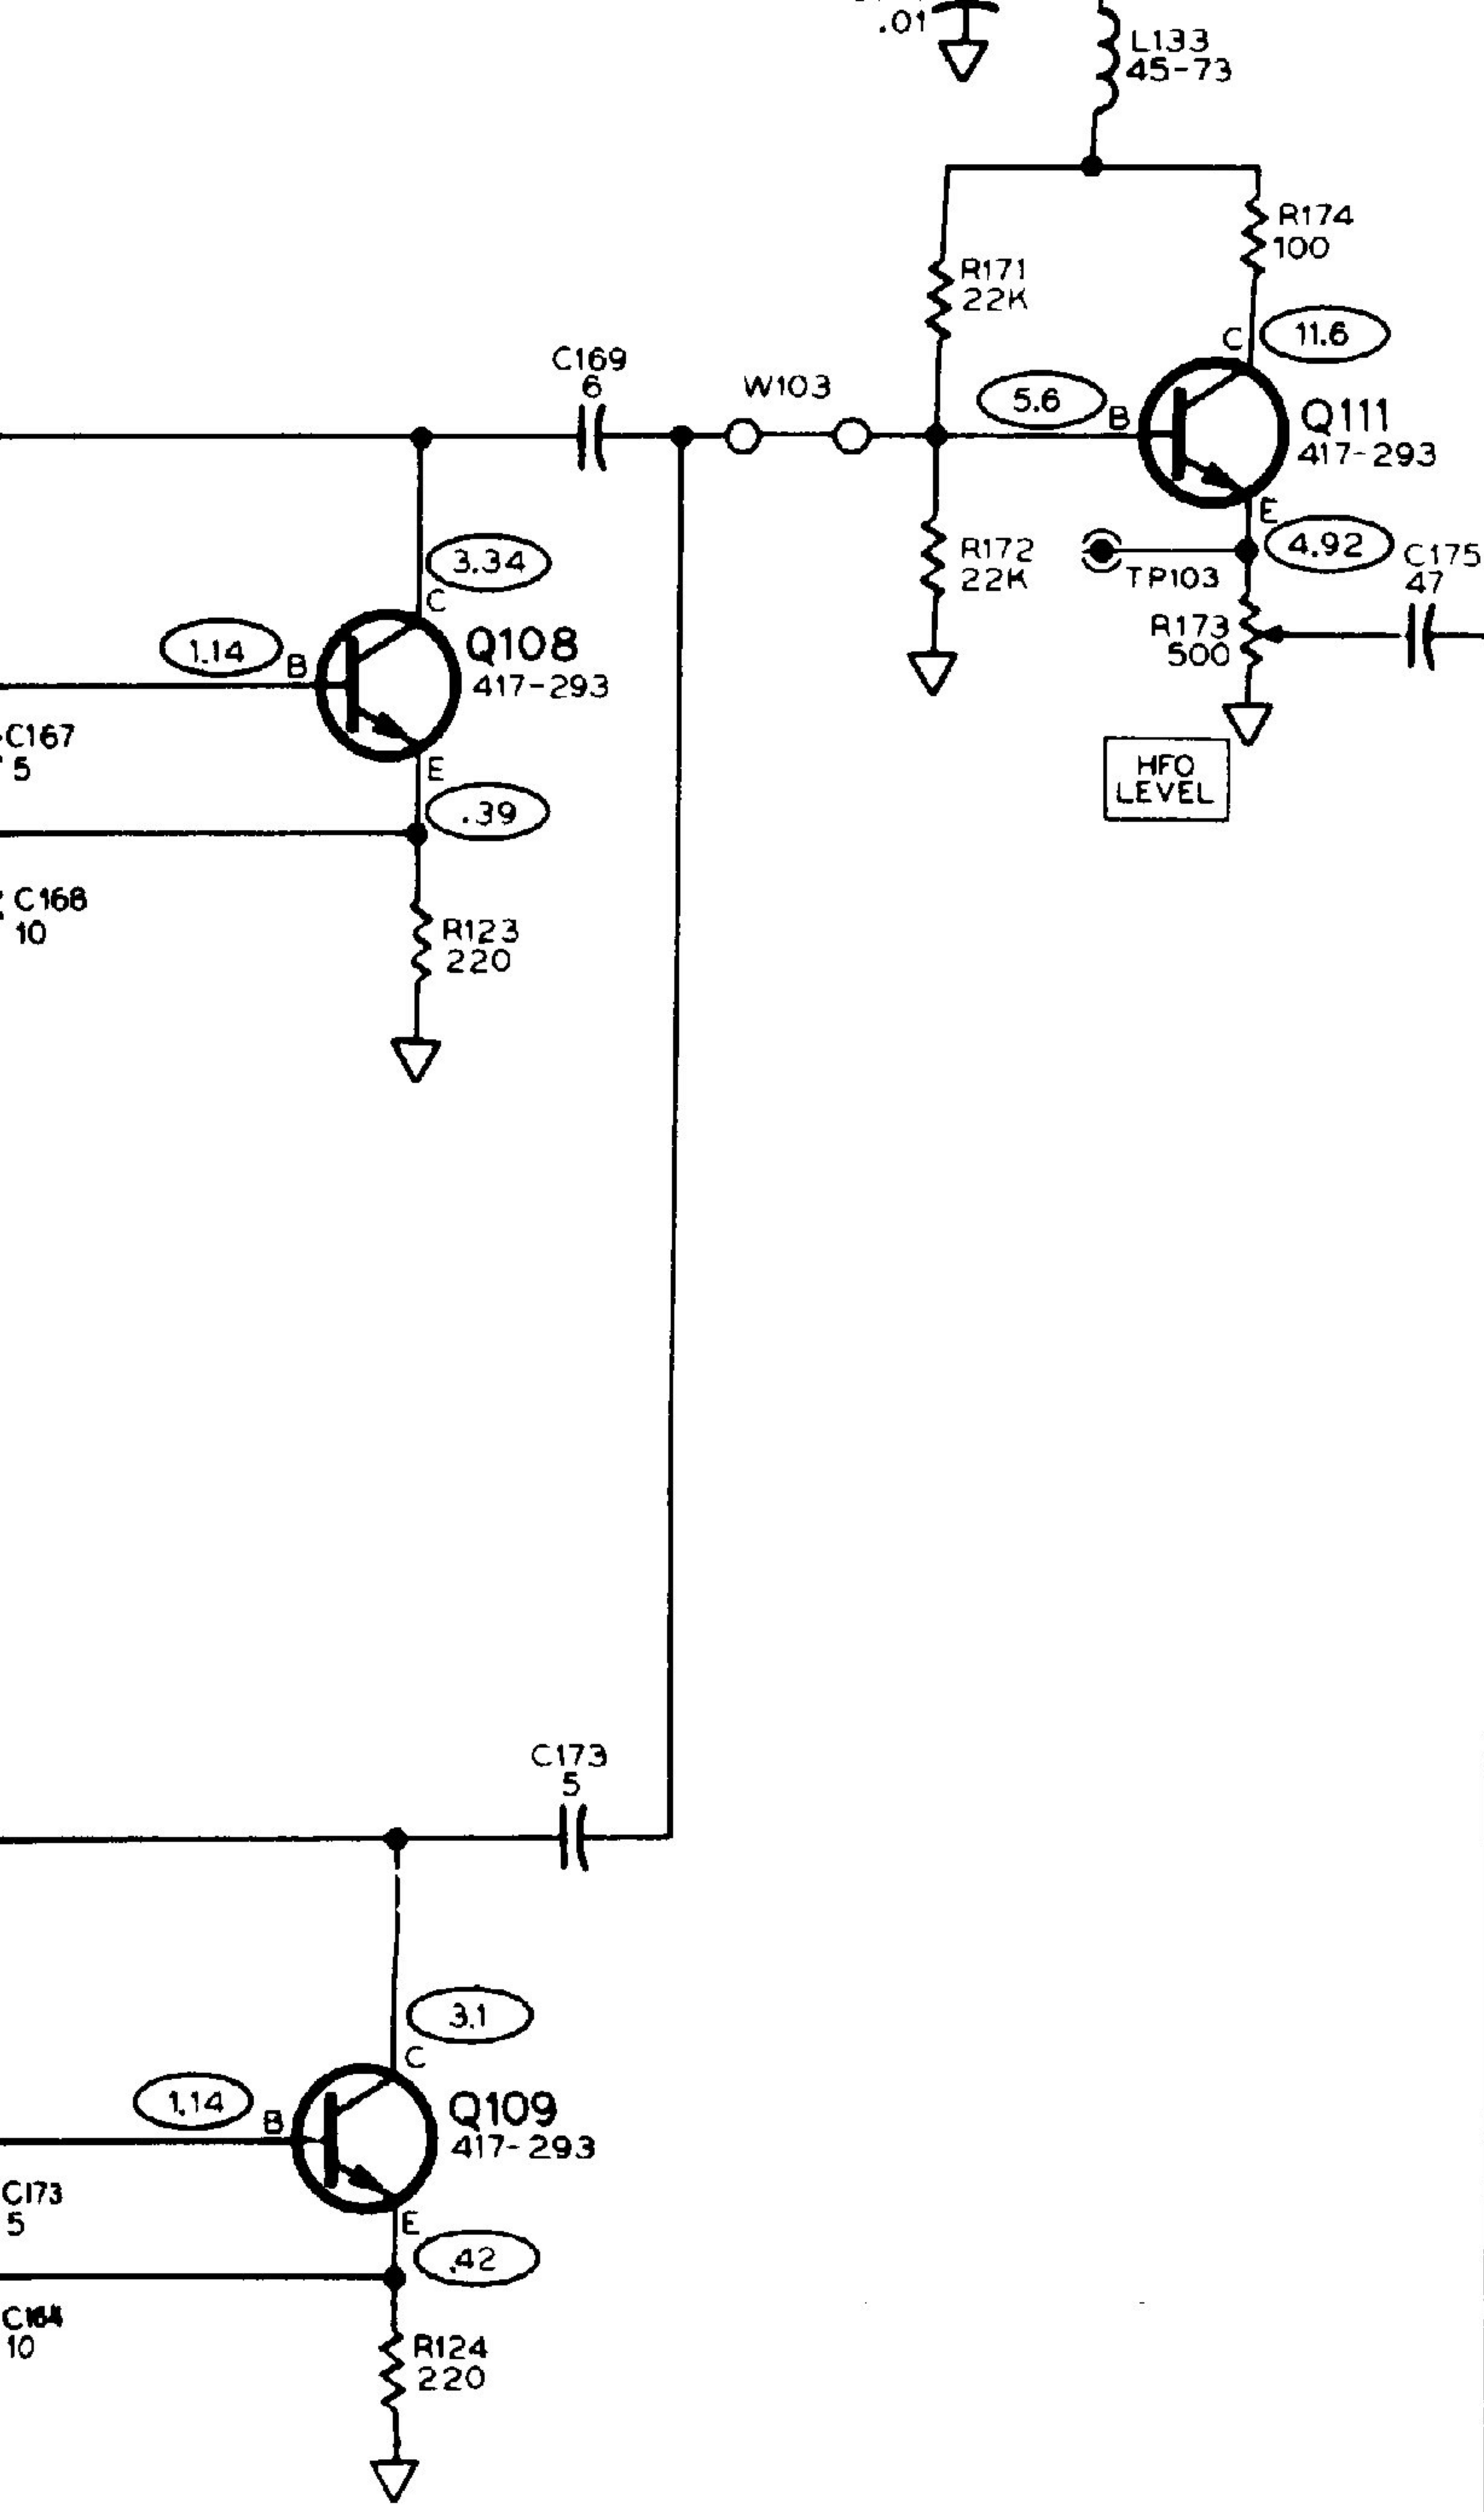 .01
L133
45-73
R174
100
R171
22K
C
11.6
C169
6
W103
5.6
B
Q111
417-293
E
4.92
R172
22K
TP103
C175
47
R173
500
HFO
LEVEL
3.34
C
1.14
B
Q108
417-293
C167
5
E
.39
C168
10
R123
220
C173
5
3.1
C
1.14
B
Q109
417-293
C173
5
E
.42
10
R124
220